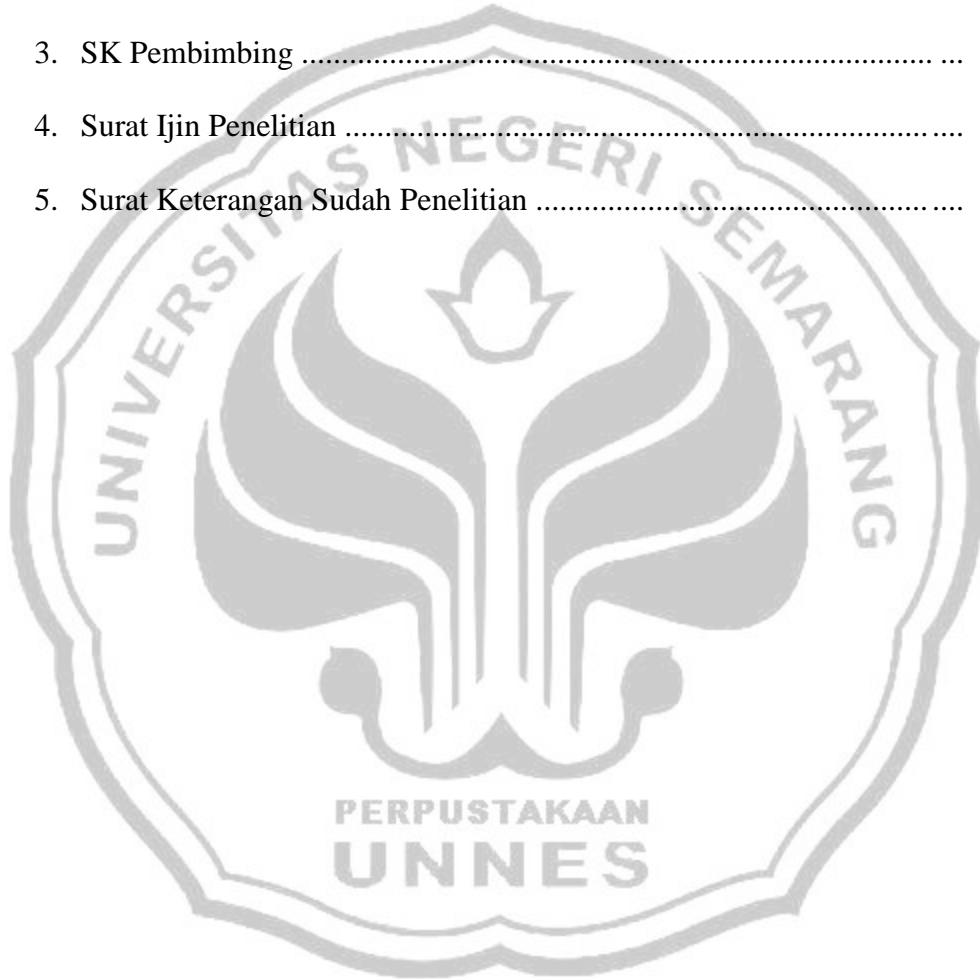 3. SK Pembimbing ............................................................................... ...
4. Surat Ijin Penelitian ......................................................................... ....
5. Surat Keterangan Sudah Penelitian ................................................. ....
UNIVERSITAS NEGERI SEMARANG
PERPUSTAKAAN
UNNES